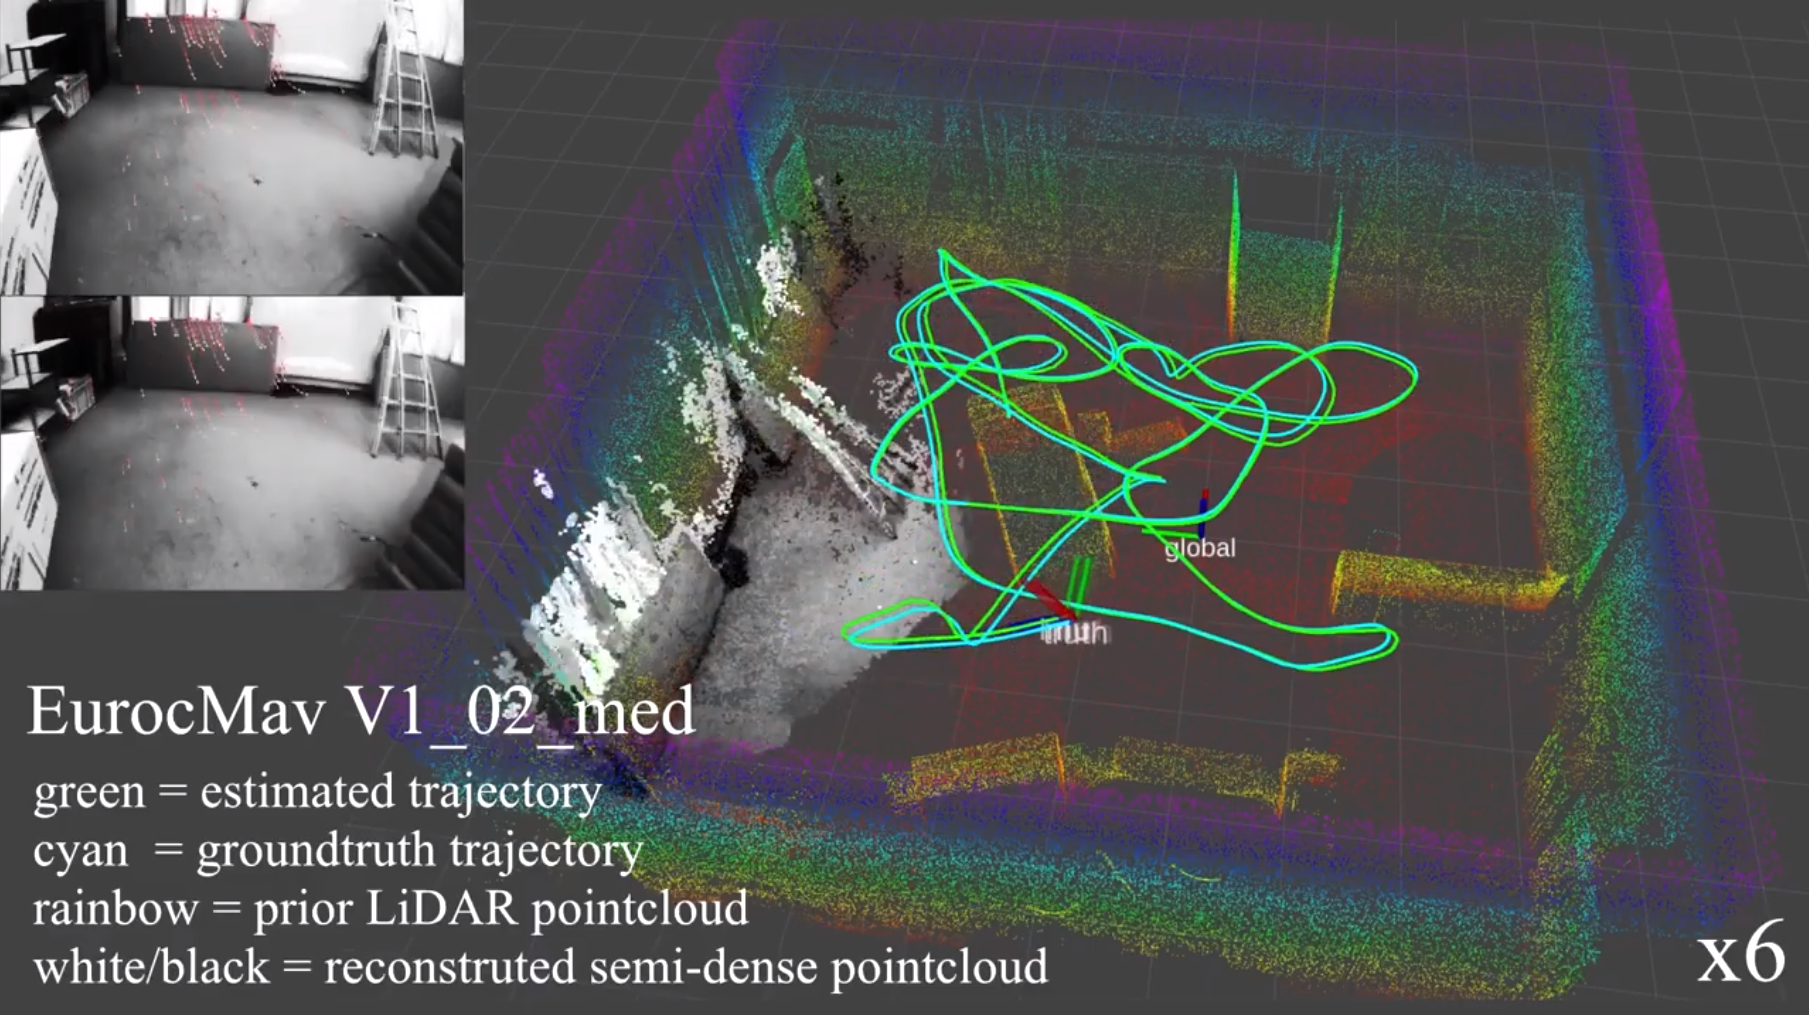 global
truth
EurocMav V1_02_med
green = estimated trajectory
cyan = groundtruth trajectory
rainbow = prior LiDAR pointcloud
white/black = reconstruted semi-dense pointcloud
x6